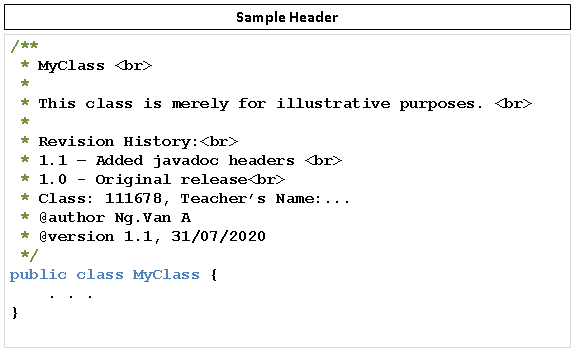 Sample Header
/**
 * MyClass <br>
 *
 * This class is merely for illustrative purposes. <br>
 *
 * Revision History:<br>
 * 1.1 – Added javadoc headers <br>
 * 1.0 - Original release<br>
 * Class: 111678, Teacher’s Name:...
 * @author Ng.Van A
 * @version 1.1, 31/07/2020
 */
public class MyClass {
    . . .
}